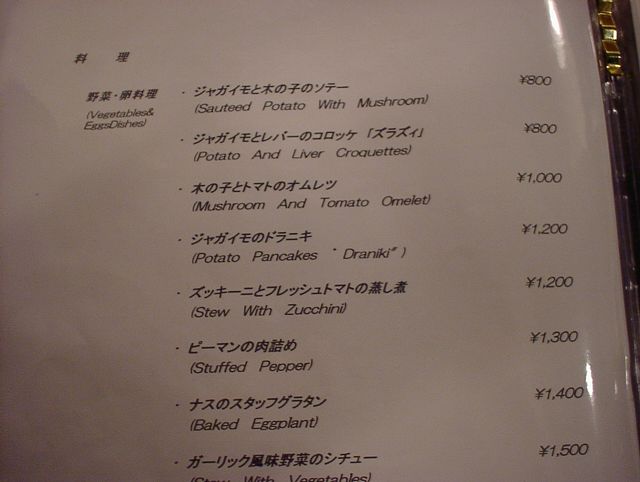 料 理
野菜・卵料理
(Vegetables&
EggsDishes)
・ ジャガイモと木の子のソテー ¥800
(Sauteed Potato With Mushroom)
・ ジャガイモとレバーのコロッケ 「ズラズィ」 ¥800
(Potato And Liver Croquettes)
・ 木の子とトマトのオムレツ ¥1,000
(Mushroom And Tomato Omelet)
・ ジャガイモのドラニキ ¥1,200
(Potato Pancakes “ Draniki” )
・ ズッキーニとフレッシュトマトの蒸し煮 ¥1,200
(Stew With Zucchini)
・ ピーマンの肉詰め ¥1,300
(Stuffed Pepper)
・ ナスのスタッフグラタン ¥1,400
(Baked Eggplant)
・ ガーリック風味野菜のシチュー ¥1,500
(Stew With Vegetables)